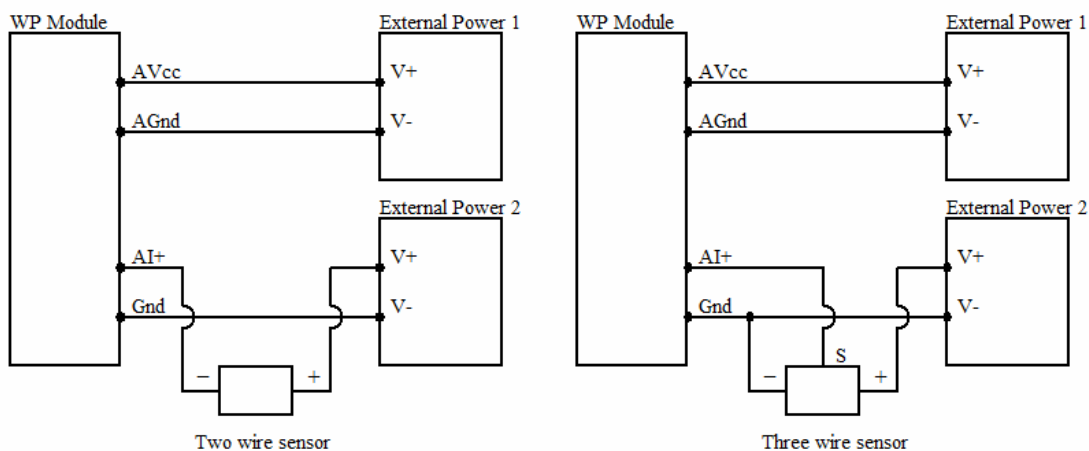 WP Module
External Power 1
AVcc
V+
AGnd
V-
External Power 2
AI+
V+
Gnd
V-
− +
Two wire sensor
WP Module
External Power 1
AVcc
V+
AGnd
V-
External Power 2
AI+
V+
Gnd
V-
S
− +
Three wire sensor